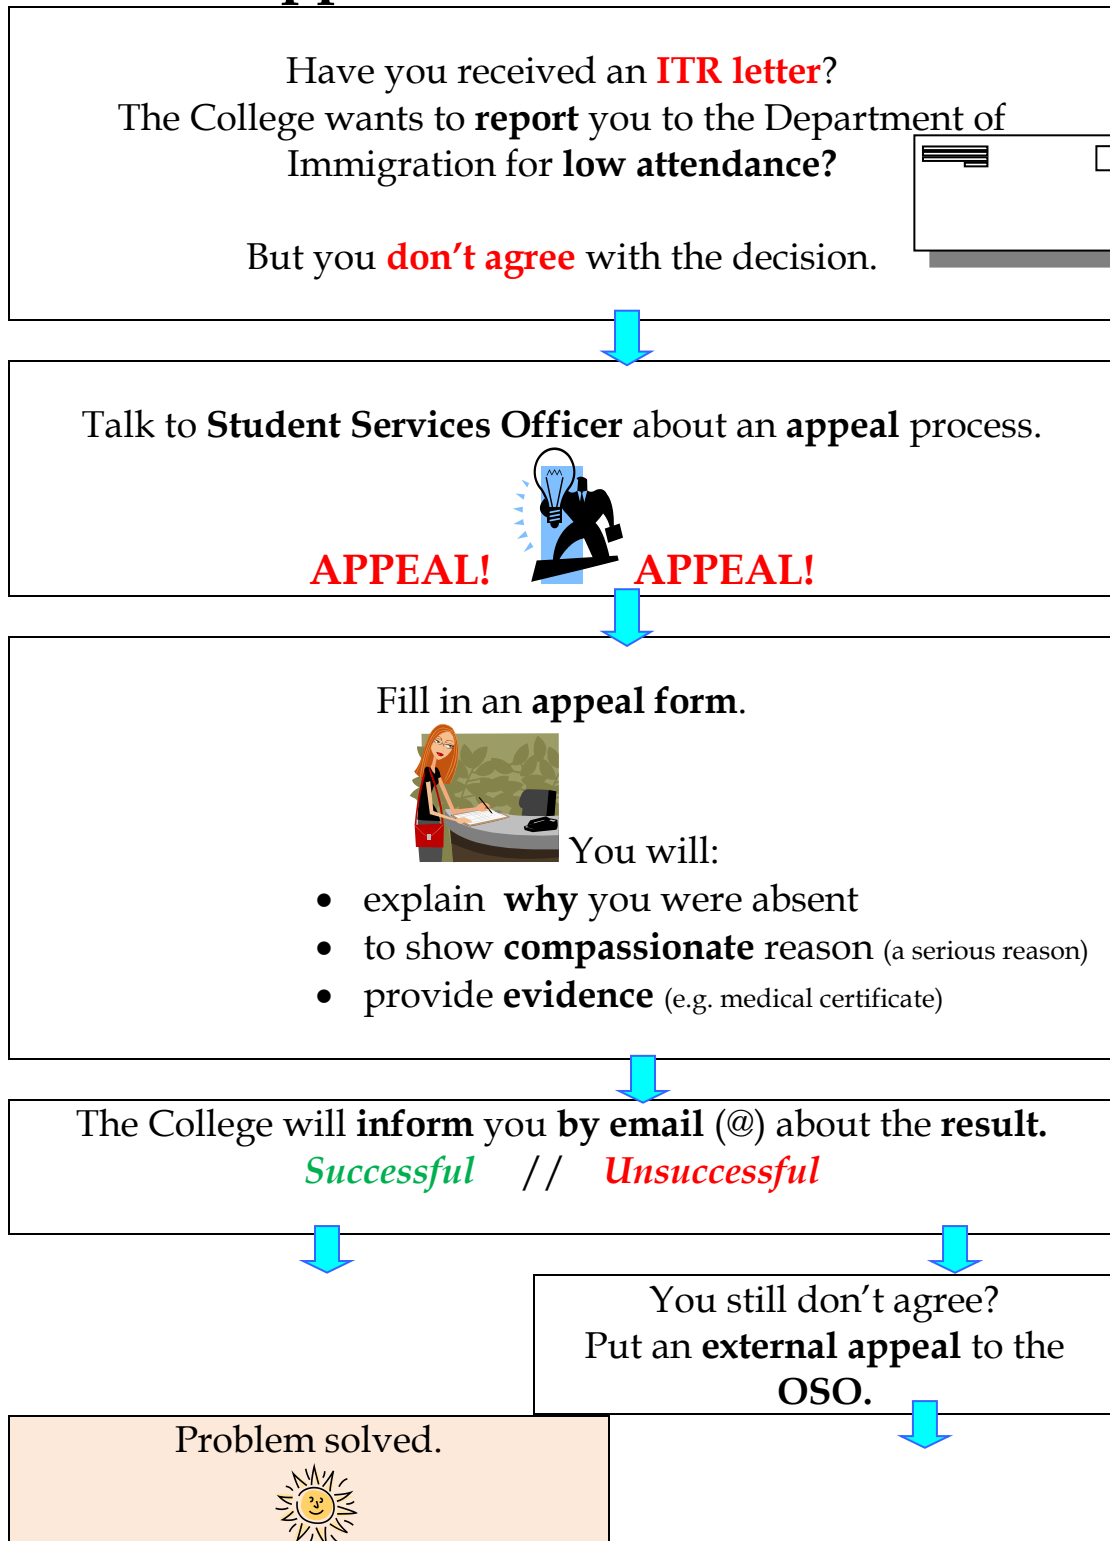 Have you received an ITR letter?
The College wants to report you to the Department of
Immigration for low attendance?
But you don't agree with the decision.
Talk to Student Services Officer about an appeal process.
APPEAL! APPEAL!
Fill in an appeal form.
You will:
• explain why you were absent
• to show compassionate reason (a serious reason)
• provide evidence (e.g. medical certificate)
The College will inform you by email (@) about the result.
Successful // Unsuccessful
You still don't agree?
Put an external appeal to the
OSO.
Problem solved.